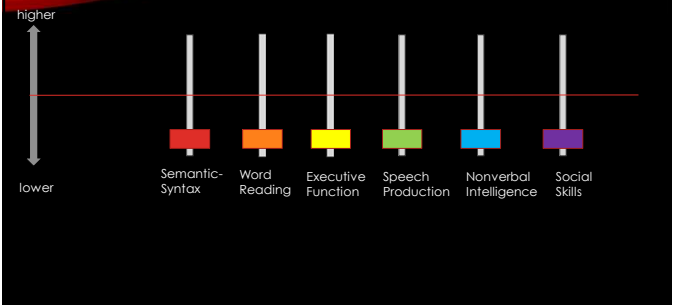 higher
lower
Semantic-
Syntax
Word
Reading
Executive
Function
Speech
Production
Nonverbal
Intelligence
Social
Skills